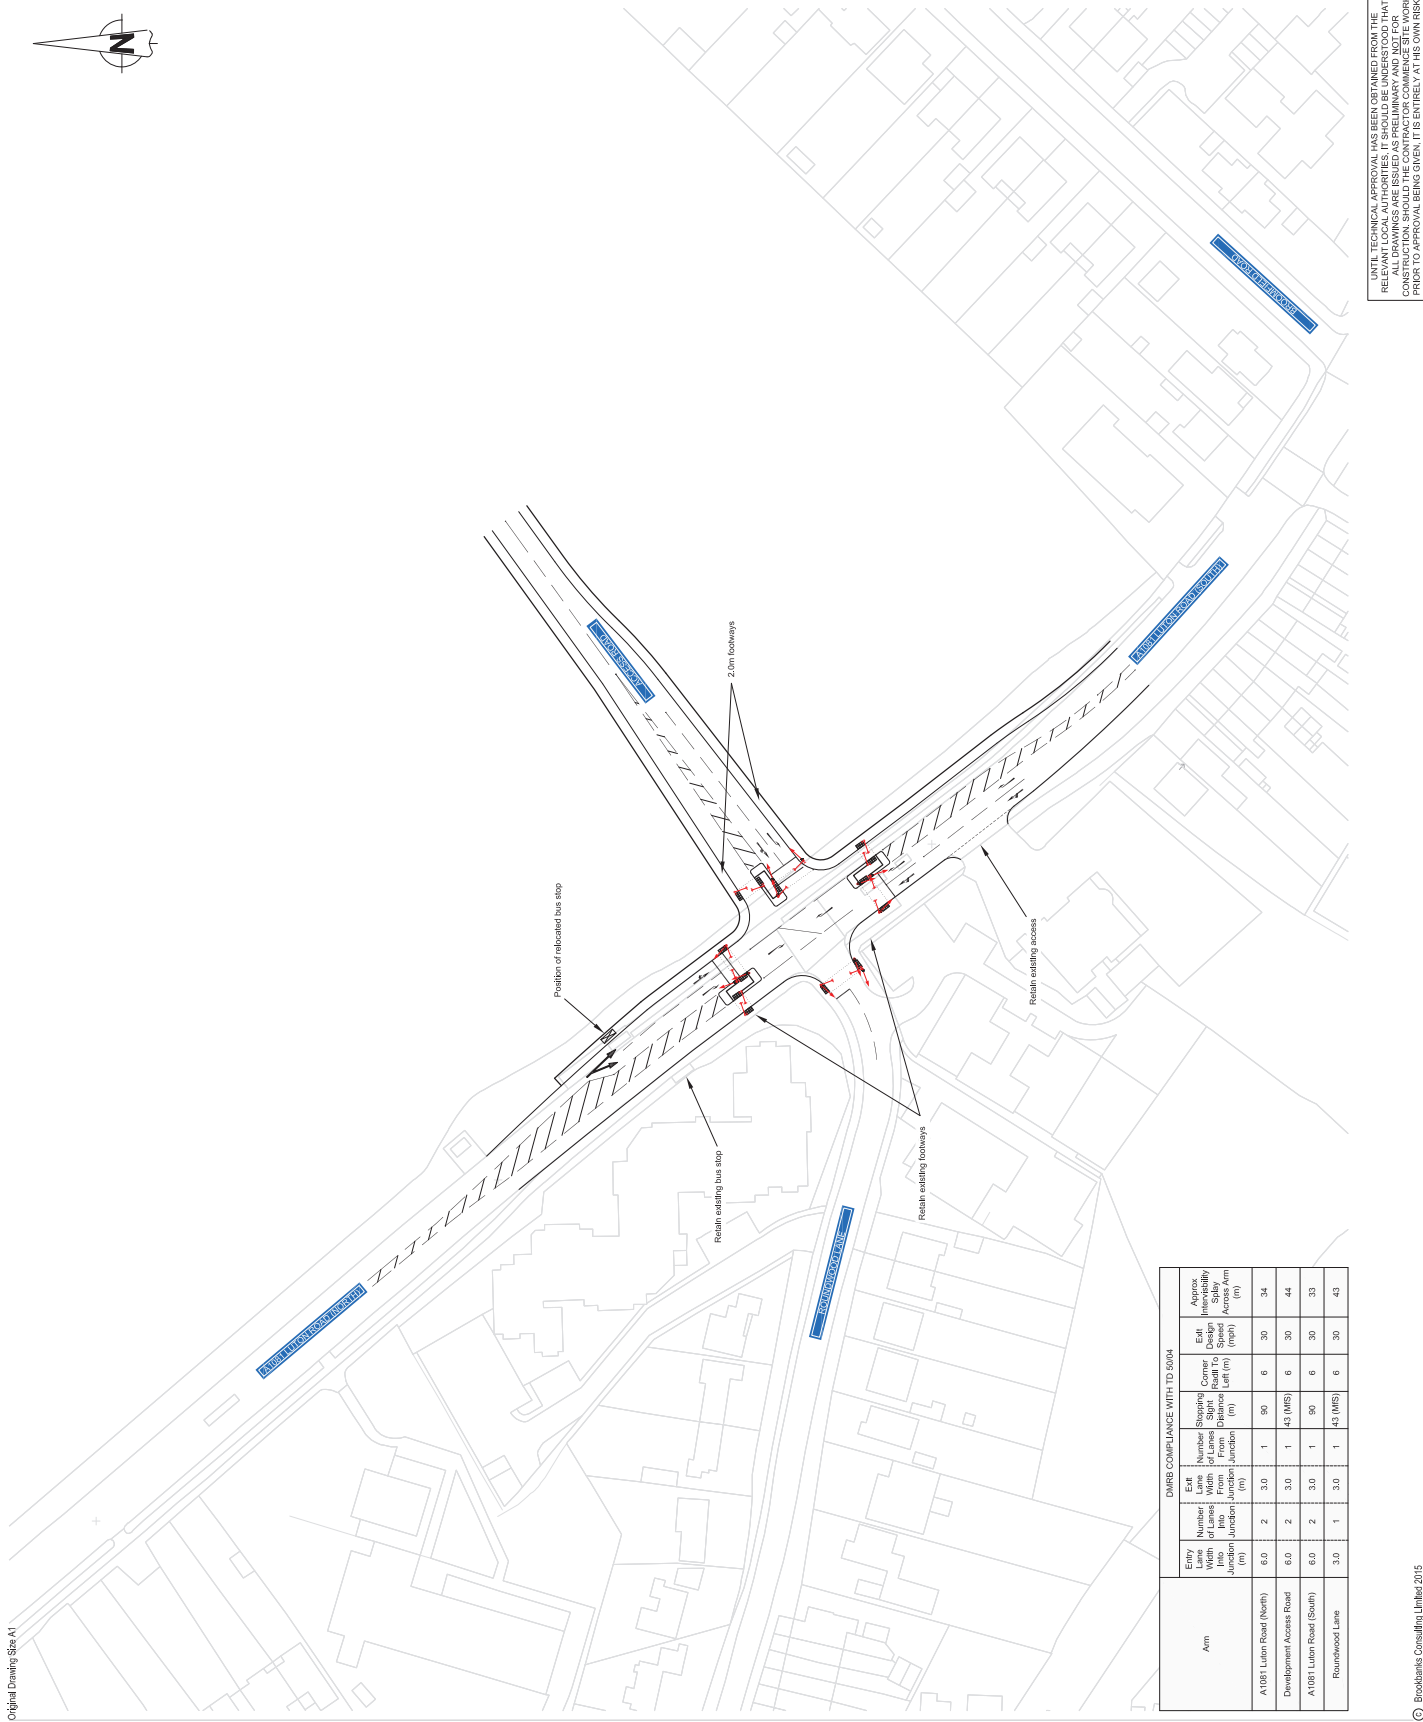 Original Drawing Size A1
N
UNTIL TECHNICAL APPROVAL HAS BEEN OBTAINED FROM THE
RELEVANT LOCAL AUTHORITIES, IT SHOULD BE UNDERSTOOD THAT
ALL DRAWINGS ARE ISSUED AS PRELIMINARY AND NOT FOR
CONSTRUCTION. SHOULD THE CONTRACTOR COMMENCE SITE WORK
PRIOR TO APPROVAL BEING GIVEN, IT IS ENTIRELY AT HIS OWN RISK
BROOMFIELD ROAD
ACCESS ROAD
A1081 LUTON ROAD (SOUTH)
2.0m footways
Position of relocated bus stop
Retain existing access
Retain existing footways
Retain existing bus stop
ROUNDWOOD LANE
A1081 LUTON ROAD (NORTH)
DMRB COMPLIANCE WITH TD 50/04
Arm
Entry
Lane
Width
Into
Junction
(m)
Number
of Lanes
Into
Junction
Exit
Lane
Width
From
Junction
(m)
Number
of Lanes
From
Junction
Stopping
Sight
Distance
(m)
Corner
Radii To
Left (m)
Exit
Design
Speed
(mph)
Approx
Intervisibility
Splay
Across Arm
(m)
A1081 Luton Road (North) 6.0 2 3.0 1 90 6 30 34
Development Access Road 6.0 2 3.0 1 43 (MfS) 6 30 44
A1081 Luton Road (South) 6.0 2 3.0 1 90 6 30 33
Roundwood Lane 3.0 1 3.0 1 43 (MfS) 6 30 43
© Brookbanks Consulting Limited 2015